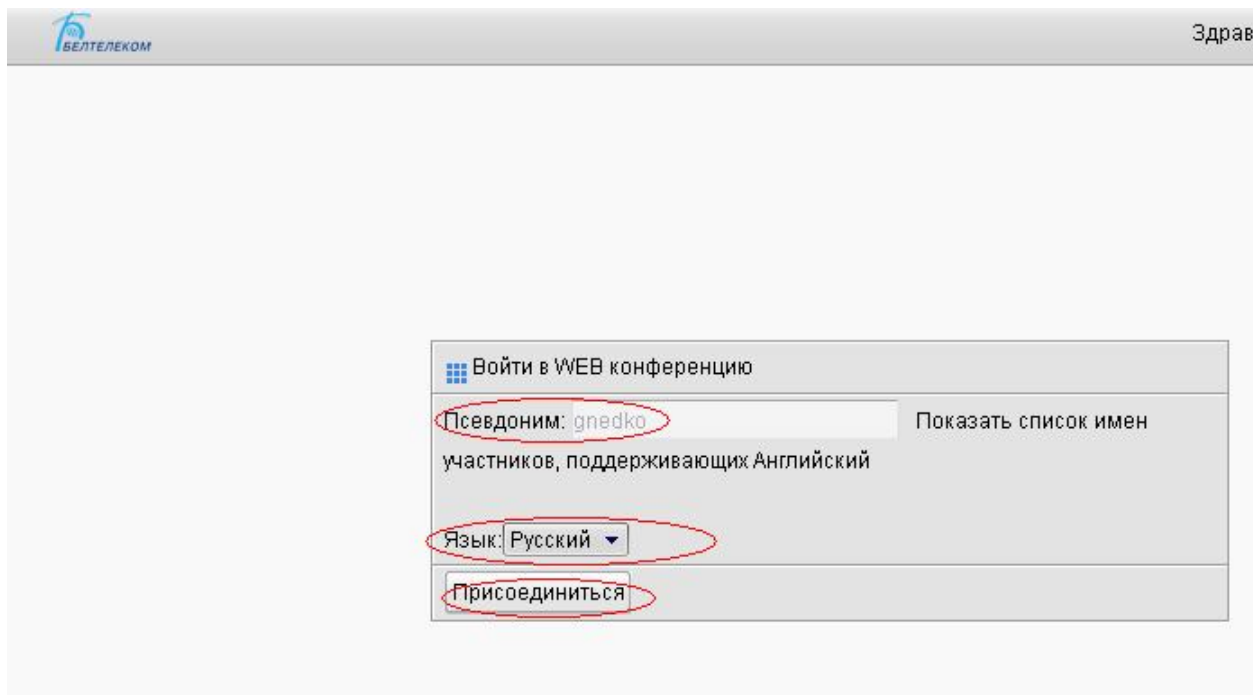 БЕЛТЕЛЕКОМ
Здрав
Войти в WEB конференцию
Псевдоним: gnedko Показать список имен
участников, поддерживающих Английский
Язык: Русский
Присоединиться